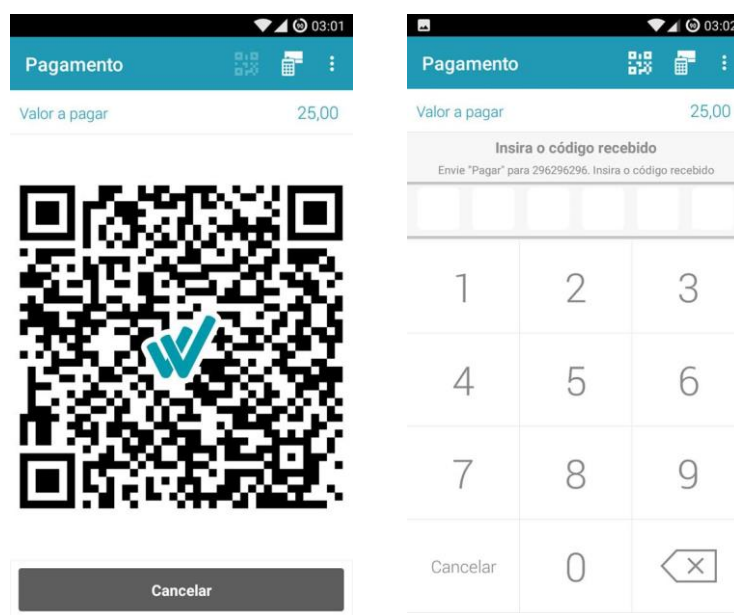 03:01
Pagamento
Valor a pagar 25,00
Cancelar
03:02
Pagamento
Valor a pagar 25,00
Insira o código recebido
Envie "Pagar" para 296296296. Insira o código recebido
1 2 3
4 5 6
7 8 9
Cancelar 0